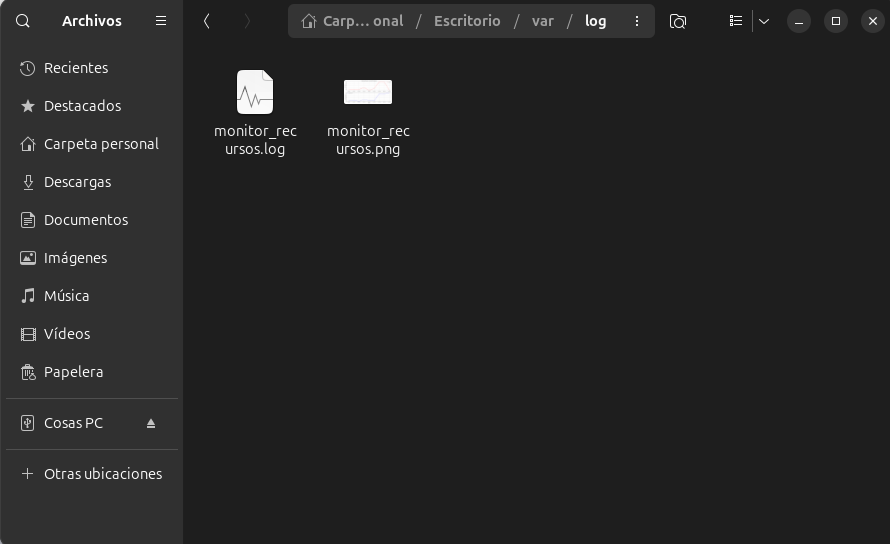 Archivos
Carp... onal / Escritorio / var / log
Recientes
Destacados
Carpeta personal
Descargas
Documentos
Imágenes
Música
Vídeos
Papelera
Cosas PC
Otras ubicaciones
monitor_rec
ursos.log
monitor_rec
ursos.png